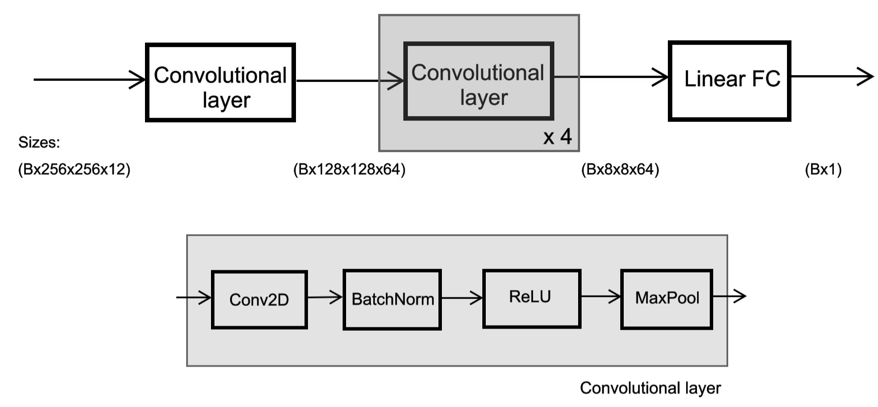 Convolutional
layer
Convolutional
layer
x 4
Linear FC
Sizes:
(Bx256x256x12)
(Bx128x128x64)
(Bx8x8x64)
(Bx1)
Conv2D
BatchNorm
ReLU
MaxPool
Convolutional layer